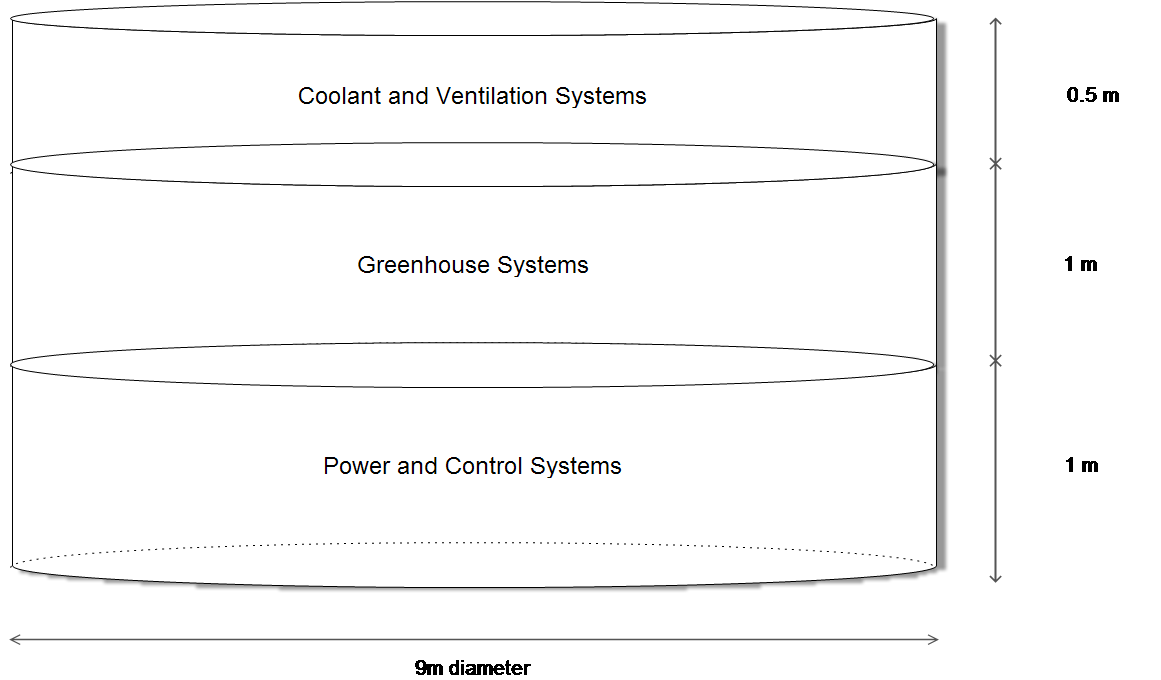 Coolant and Ventilation Systems
0.5 m
Greenhouse Systems
1 m
Power and Control Systems
1 m
9m diameter